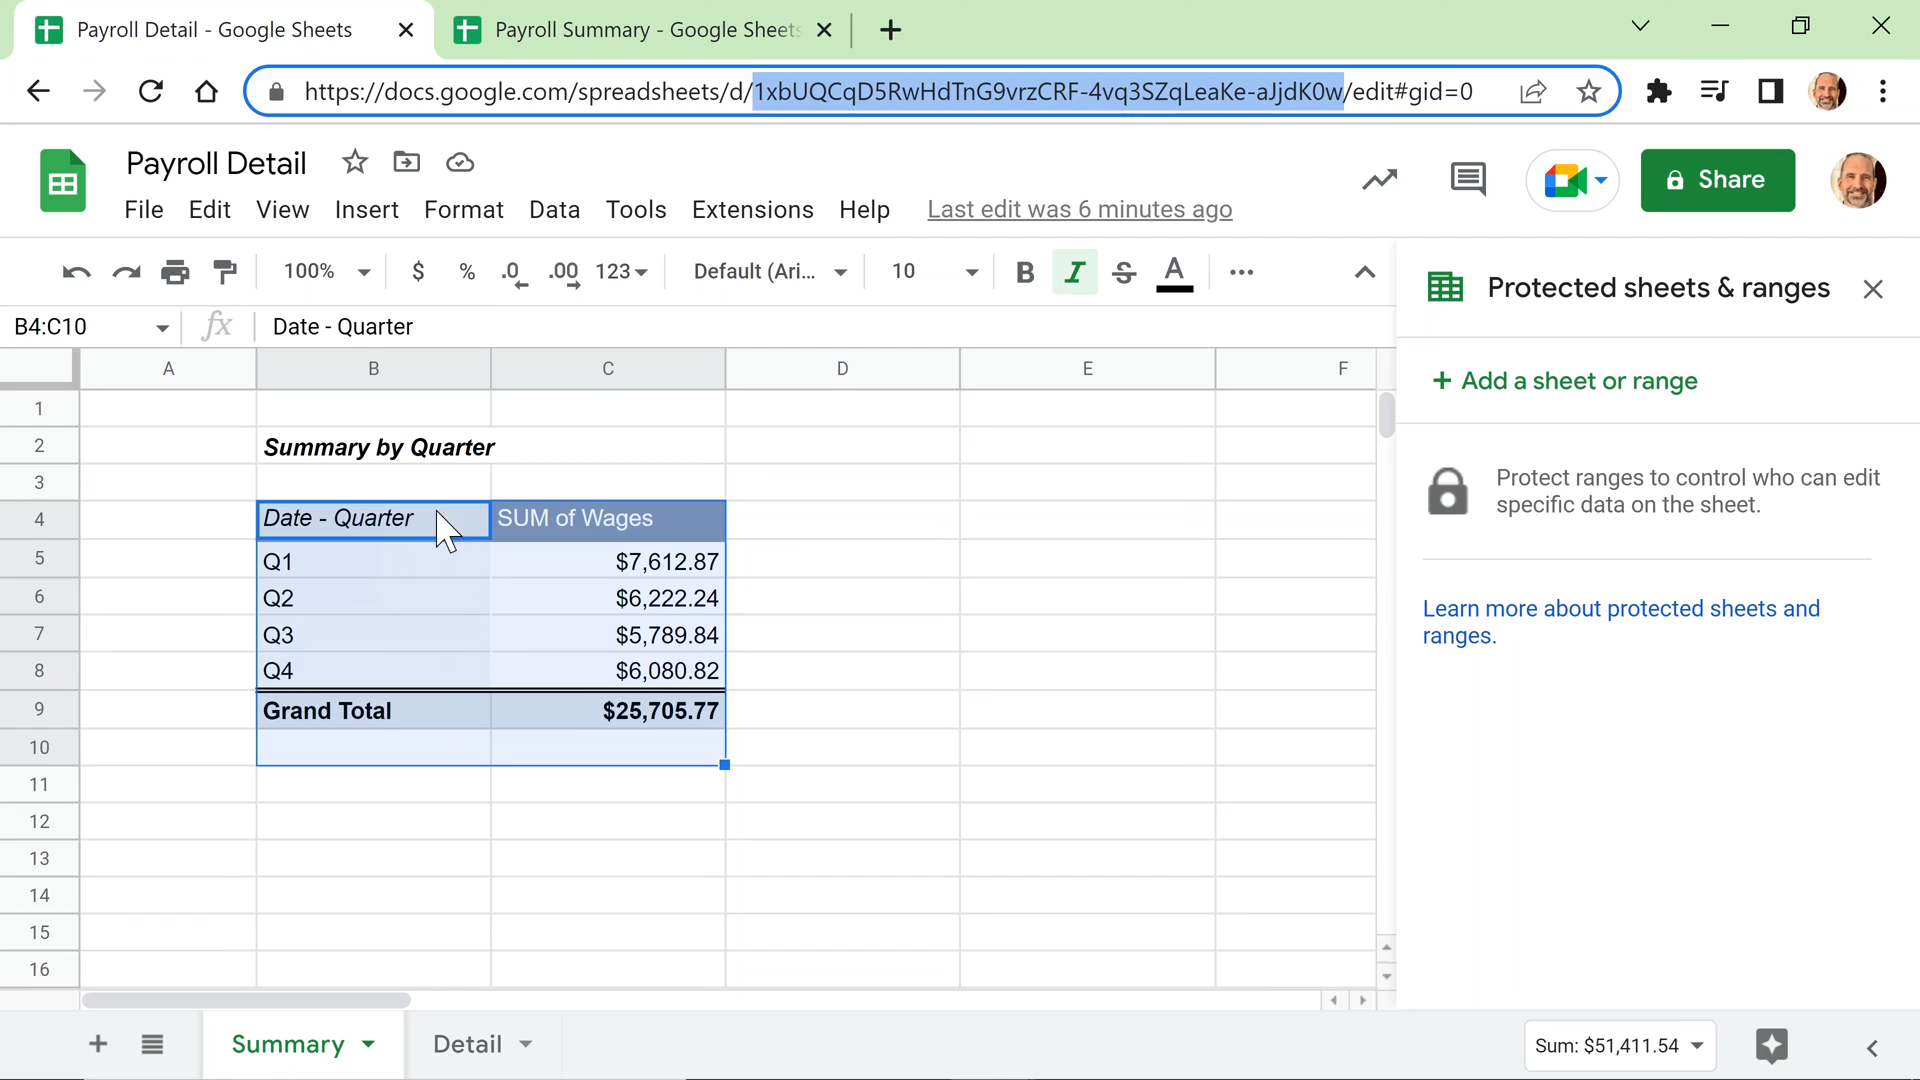 Payroll Detail - Google Sheets
Payroll Summary - Google Sheets
https://docs.google.com/spreadsheets/d/1xbUQCqD5RwHdTnG9vrzCRF-4vq3SZqLeaKe-aJjdK0w/edit#gid=0
Payroll Detail
File Edit View Insert Format Data Tools Extensions Help Last edit was 6 minutes ago
Share
100% $ % .0 .00 123 Default (Ari... 10 B I S A
B4:C10 fx Date - Quarter
A B C D E F
1
2 Summary by Quarter
3
4 Date - Quarter SUM of Wages
5 Q1 $7,612.87
6 Q2 $6,222.24
7 Q3 $5,789.84
8 Q4 $6,080.82
9 Grand Total $25,705.77
10
11
12
13
14
15
16
Protected sheets & ranges
+ Add a sheet or range
Protect ranges to control who can edit
specific data on the sheet.
Learn more about protected sheets and
ranges.
Summary Detail Sum: $51,411.54